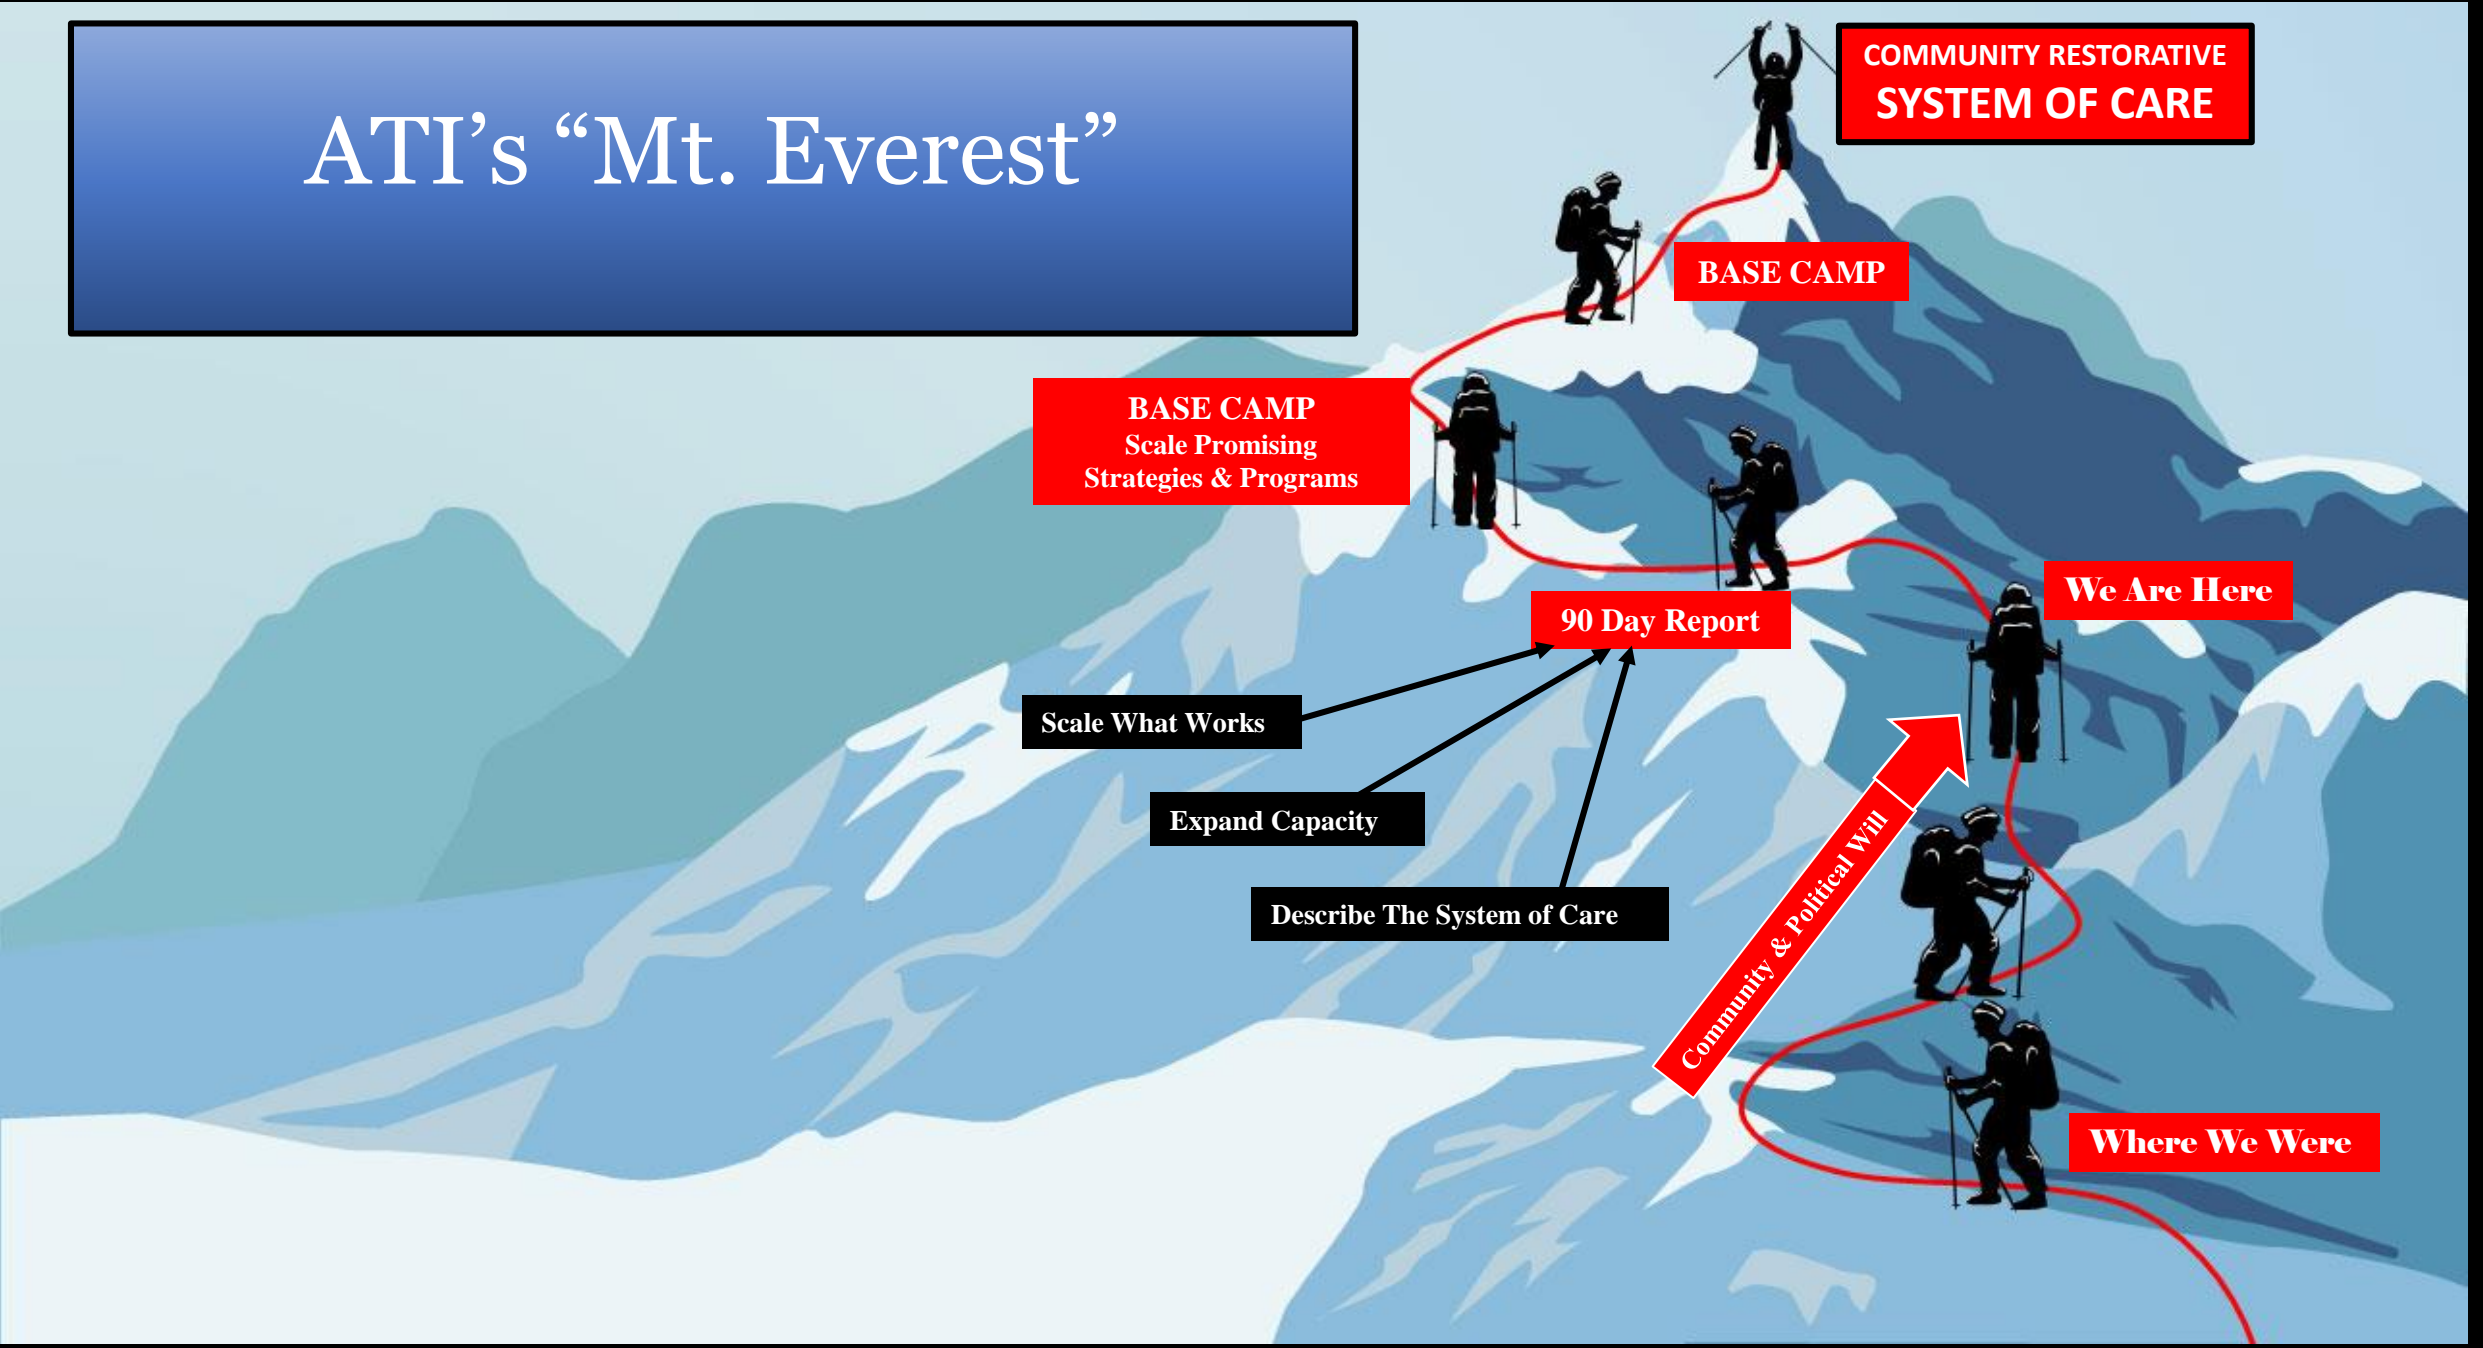 ATI’s “Mt. Everest”
COMMUNITY RESTORATIVE
SYSTEM OF CARE
BASE CAMP
BASE CAMP
Scale Promising
Strategies & Programs
We Are Here
90 Day Report
Scale What Works
Expand Capacity
Describe The System of Care
Community & Political Will
Where We Were